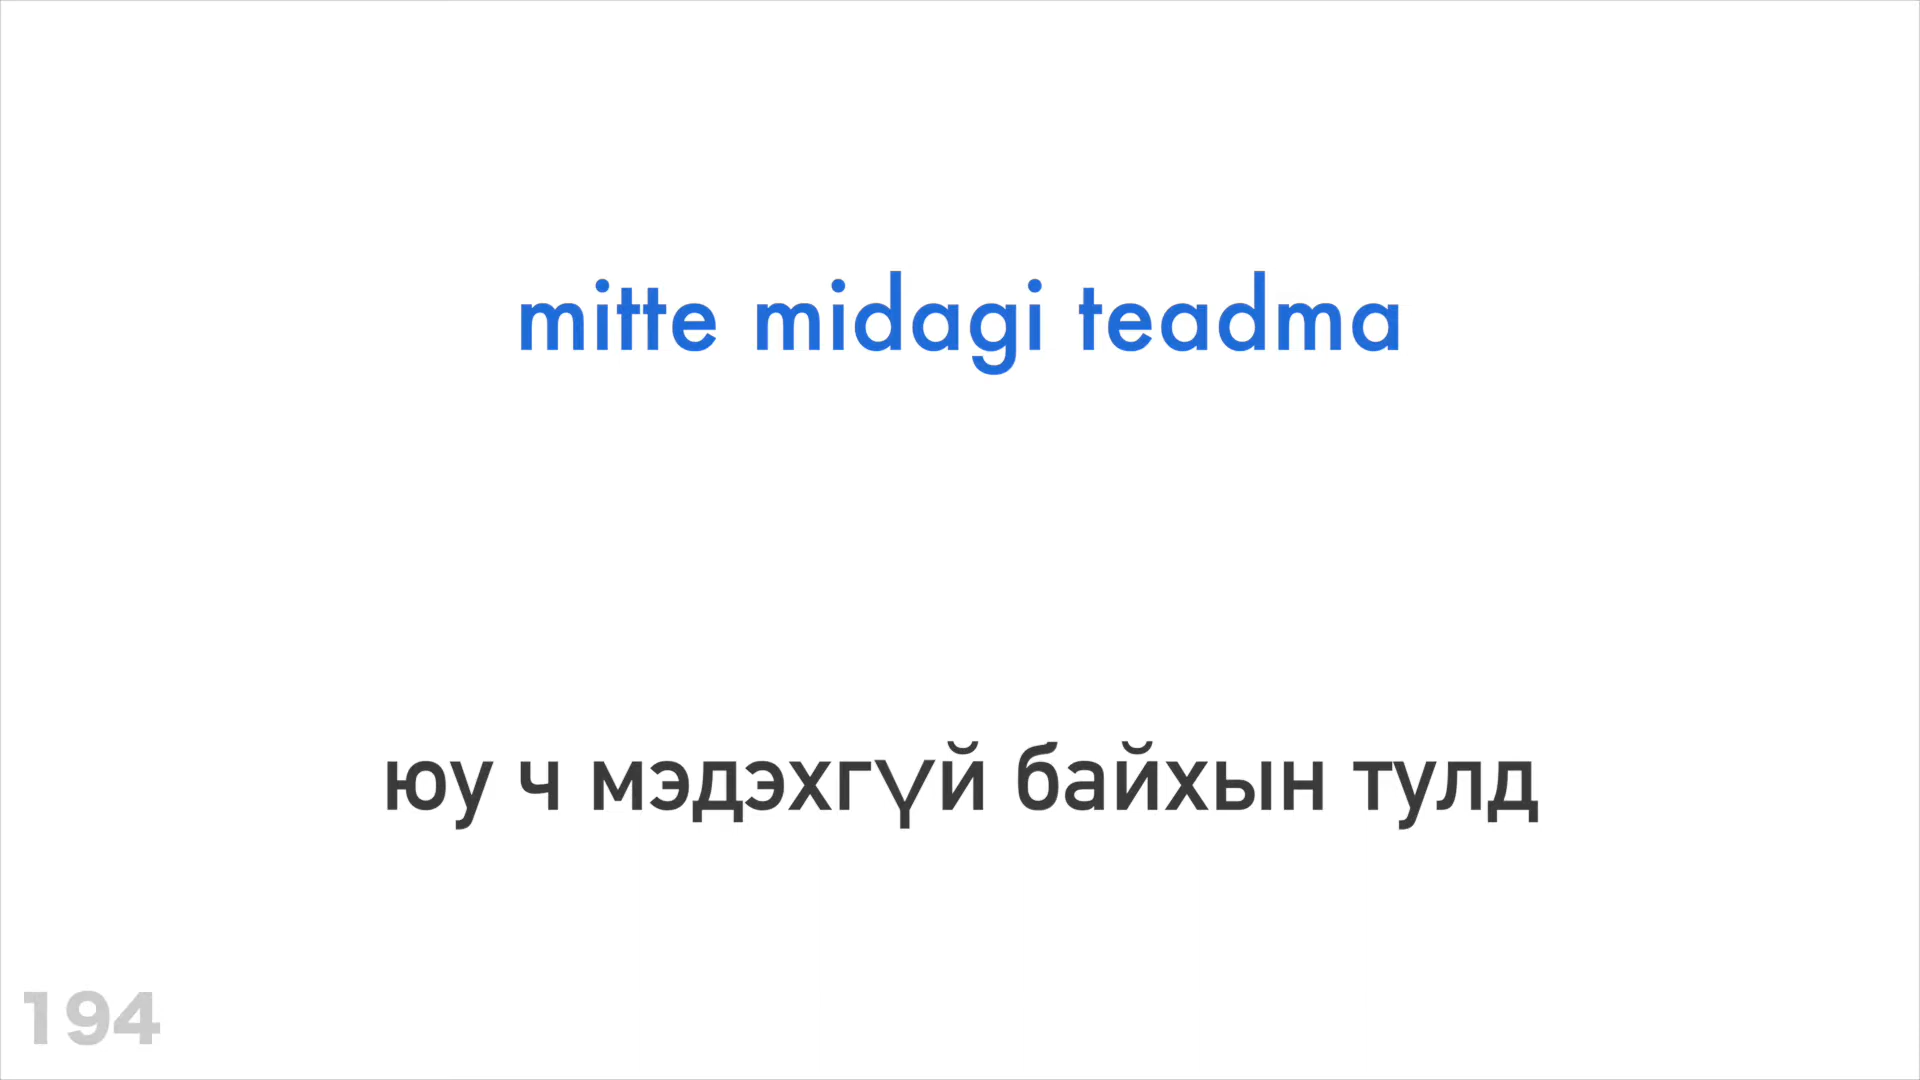 mitte midagi teadma
юу ч мэдэхгүй байхын тулд
194